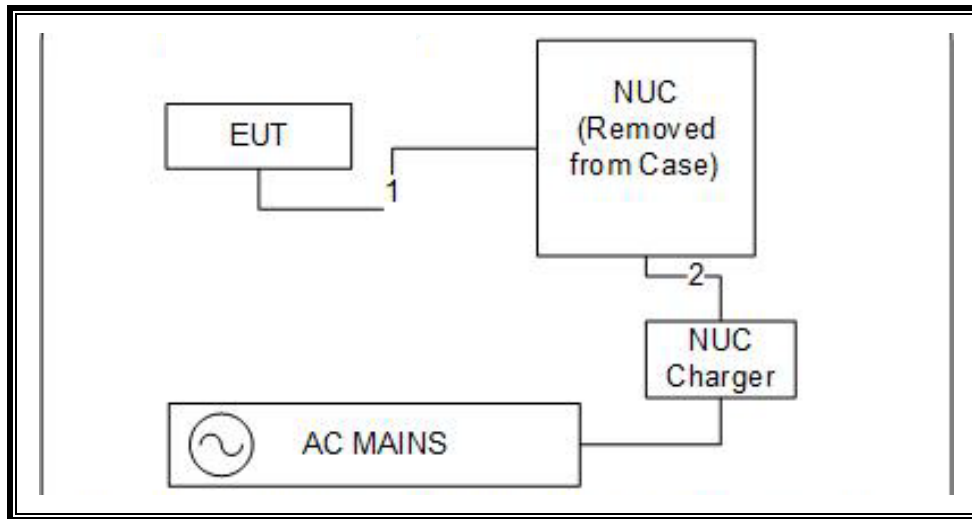 EUT
NUC
(Removed
from Case)
1
2
NUC
Charger
AC MAINS